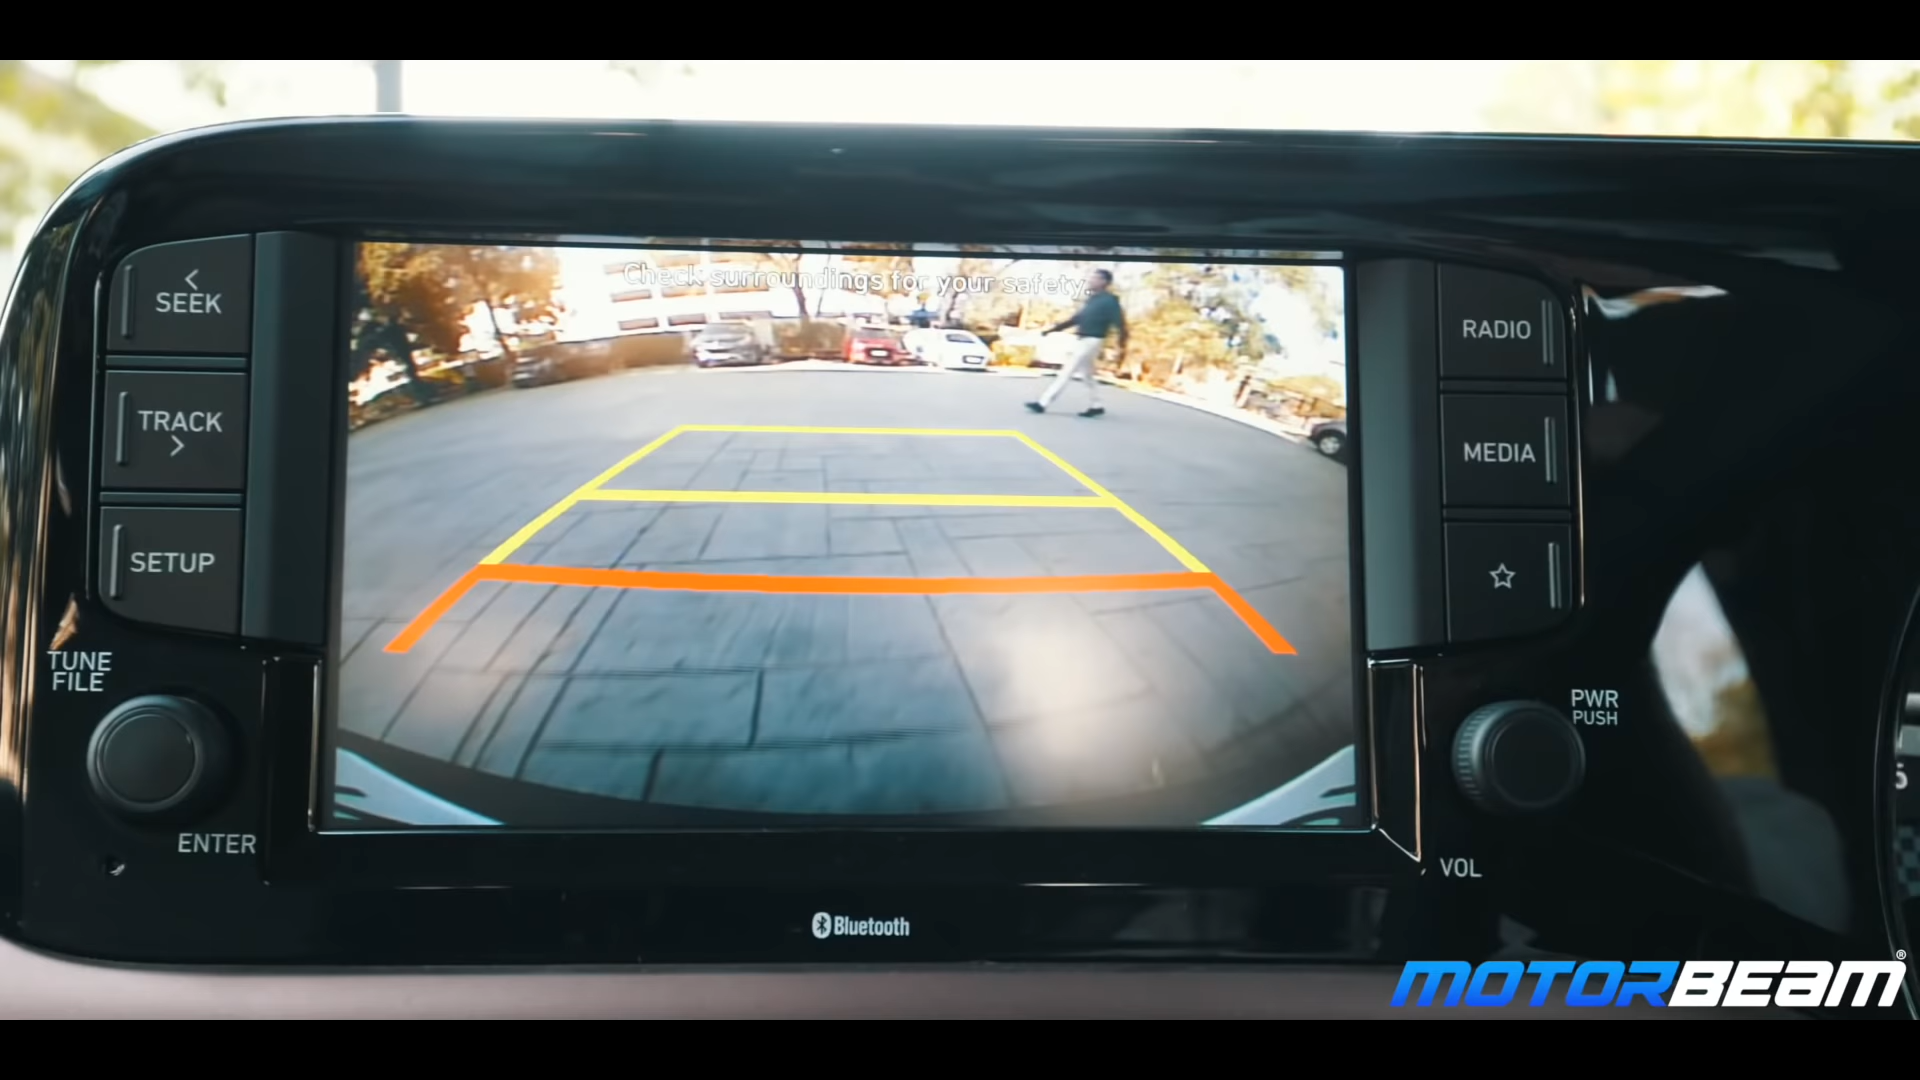 Check surroundings for your safety.
<
SEEK
TRACK
>
SETUP
TUNE
FILE
ENTER
RADIO
MEDIA
☆
PWR
PUSH
VOL
Bluetooth
MOTORBEAM®